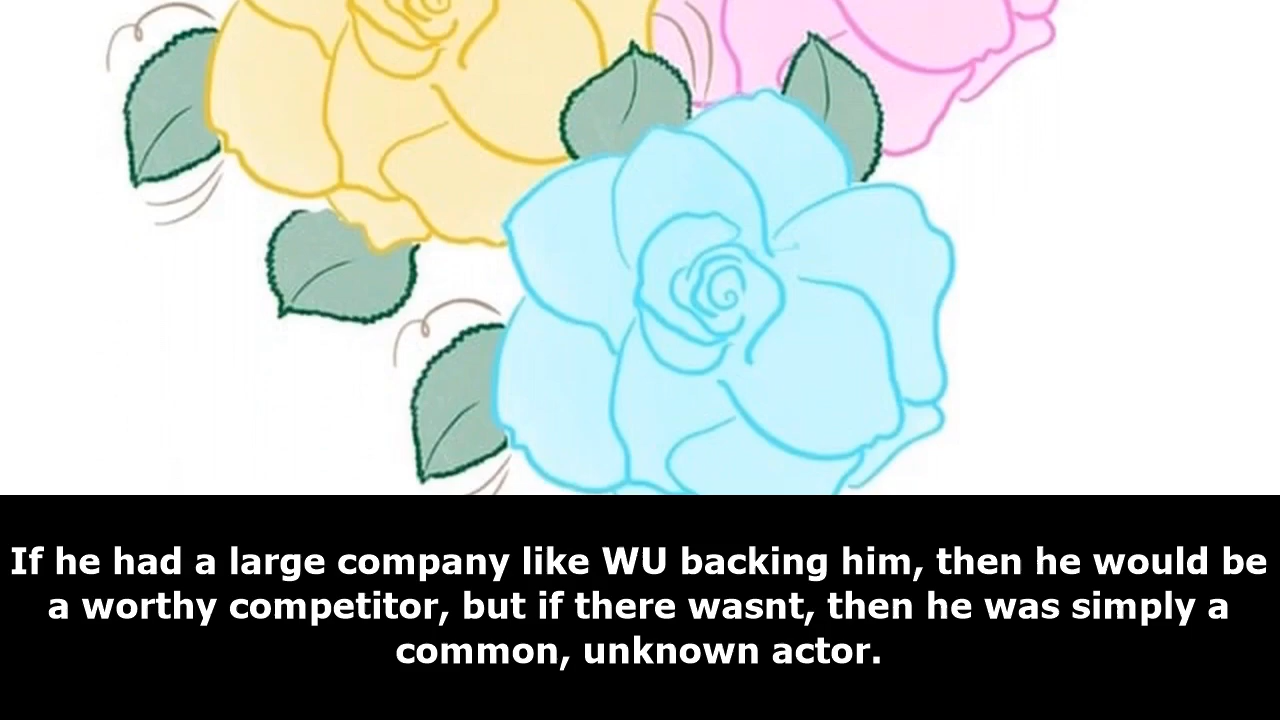 If he had a large company like WU backing him, then he would be
a worthy competitor, but if there wasnt, then he was simply a
common, unknown actor.